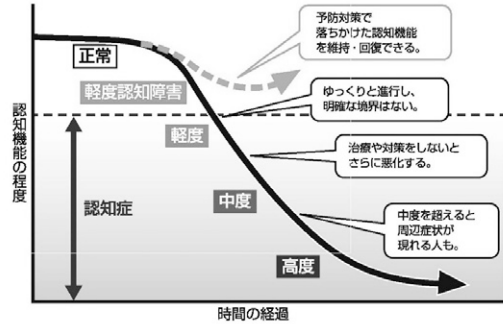 予防対策で
落ちかけた認知機能
を維持・回復できる。
正常
軽度認知障害
ゆっくりと進行し、
明確な境界はない。
軽度
治療や対策をしないと
さらに悪化する。
認知機能の程度
認知症
中度
中度を超えると
周辺症状が
現れる人も。
高度
時間の経過